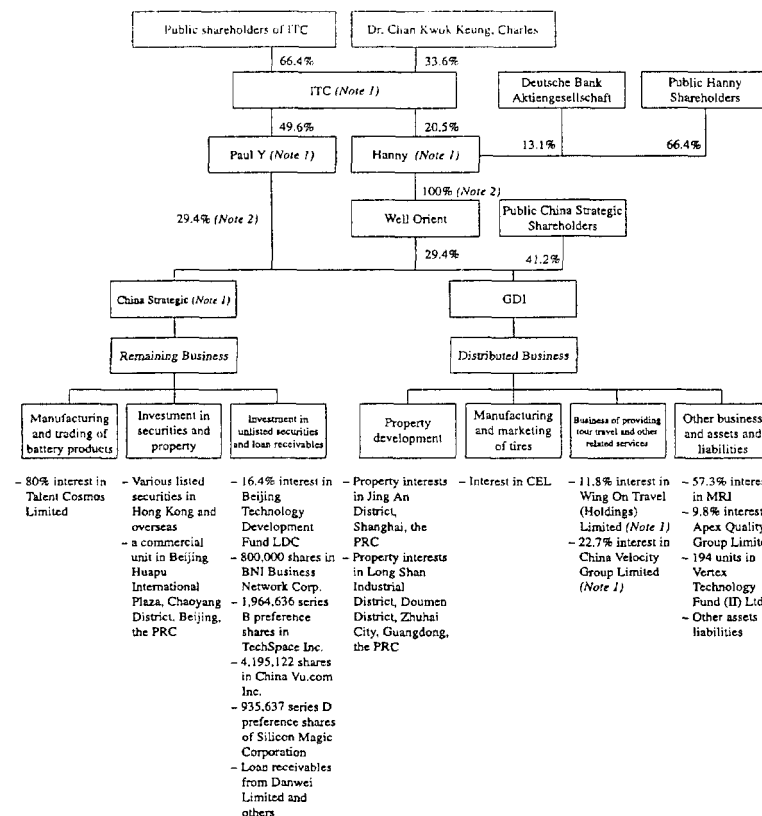 Public shareholders of ITC
Dr. Chan Kwok Keung, Charles
66.4%
33.6%
ITC (Note 1)
Deutsche Bank
Aktiengesellschaft
Public Hanny
Shareholders
49.6%
20.5%
13.1%
66.4%
Paul Y (Note 1)
Hanny (Note 1)
100% (Note 2)
29.4% (Note 2)
Well Orient
Public China Strategic
Shareholders
29.4%
41.2%
China Strategic (Note 1)
GDI
Remaining Business
Distributed Business
Manufacturing
and trading of
battery products
Investment in
securities and
property
Investment in
unlisted securities
and loan receivables
Property
development
Manufacturing
and marketing
of tires
Business of providing
tour travel and other
related services
Other business
and assets and
liabilities
– 80% interest in
Talent Cosmos
Limited
– Various listed
securities in
Hong Kong and
overseas
– a commercial
unit in Beijing
Huapu
International
Plaza, Chaoyang
District, Beijing,
the PRC
– 16.4% interest in
Beijing
Technology
Development
Fund LDC
– 800,000 shares in
BNI Business
Network Corp.
– 1,964,636 series
B preference
shares in
TechSpace Inc.
– 4,195,122 shares
in China Vu.com
Inc.
– 935,637 series D
preference shares
of Silicon Magic
Corporation
– Loan receivables
from Danwei
Limited and
others
– Property interests
in Jing An
District,
Shanghai, the
PRC
– Property interests
in Long Shan
Industrial
District, Doumen
District, Zhuhai
City, Guangdong,
the PRC
– Interest in CEL
– 11.8% interest in
Wing On Travel
(Holdings)
Limited (Note 1)
– 22.7% interest in
China Velocity
Group Limited
(Note 1)
– 57.3% interest
in MRI
– 9.8% interest
Apex Quality
Group Limite
– 194 units in
Vertex
Technology
Fund (II) Ltd
– Other assets
liabilities